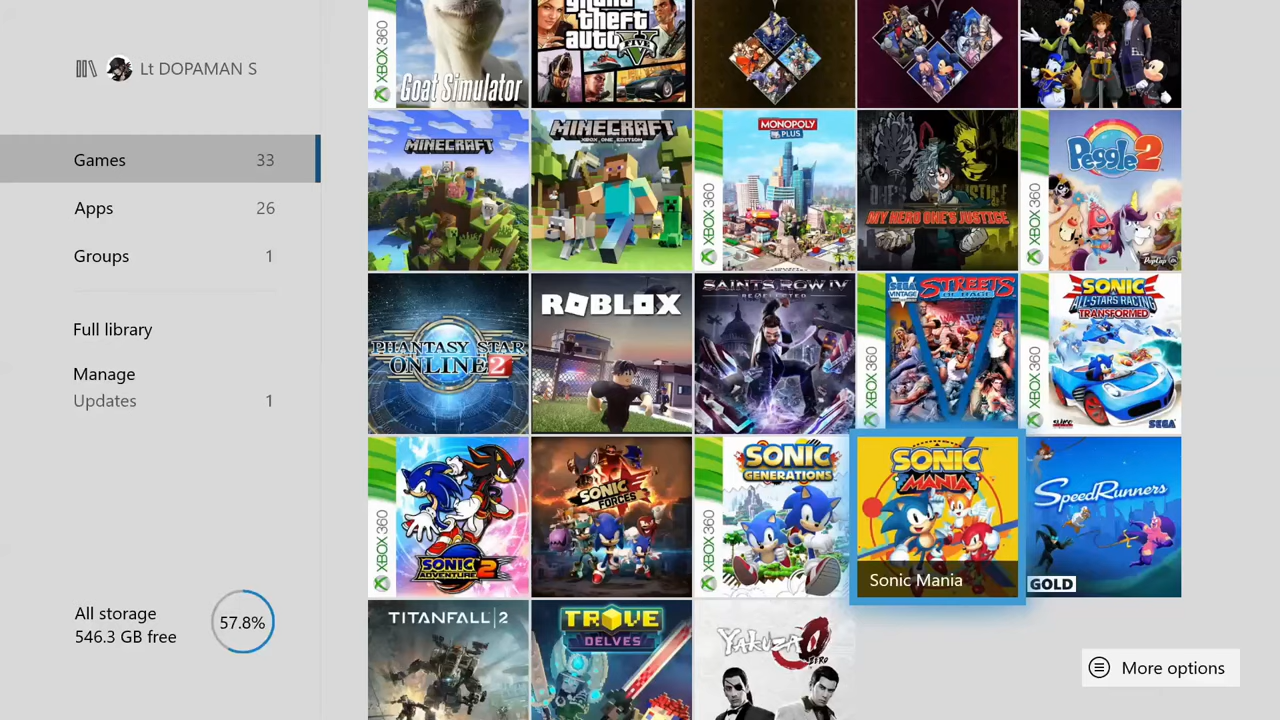 Lt DOPAMAN S
Games 33
Apps 26
Groups 1
Full library
Manage
Updates 1
All storage
546.3 GB free
57.8%
XBOX 360
Goat Simulator
grand
theft
auto
FIVE
MINECRAFT
MINECRAFT
XBOX ONE EDITION
XBOX 360
MONOPOLY
PLUS
MY HERO ONE'S JUSTICE
XBOX 360
Peggle 2
PopCap
PHANTASY STAR
ONLINE 2
ROBLOX
SAINTS ROW IV
RE-ELECTED
XBOX 360
SEGA
VINTAGE
STREETS
OF RAGE
XBOX 360
SONIC
ALL-STARS RACING
TRANSFORMED
SEGA
XBOX 360
SONIC
ADVENTURE 2
SONIC
FORCES
XBOX 360
SONIC
GENERATIONS
SONIC
MANIA
Sonic Mania
SPEEDRUNNERS
GOLD
TITANFALL 2
TROVE
DELVES
Yakuza 0
ZERO
More options